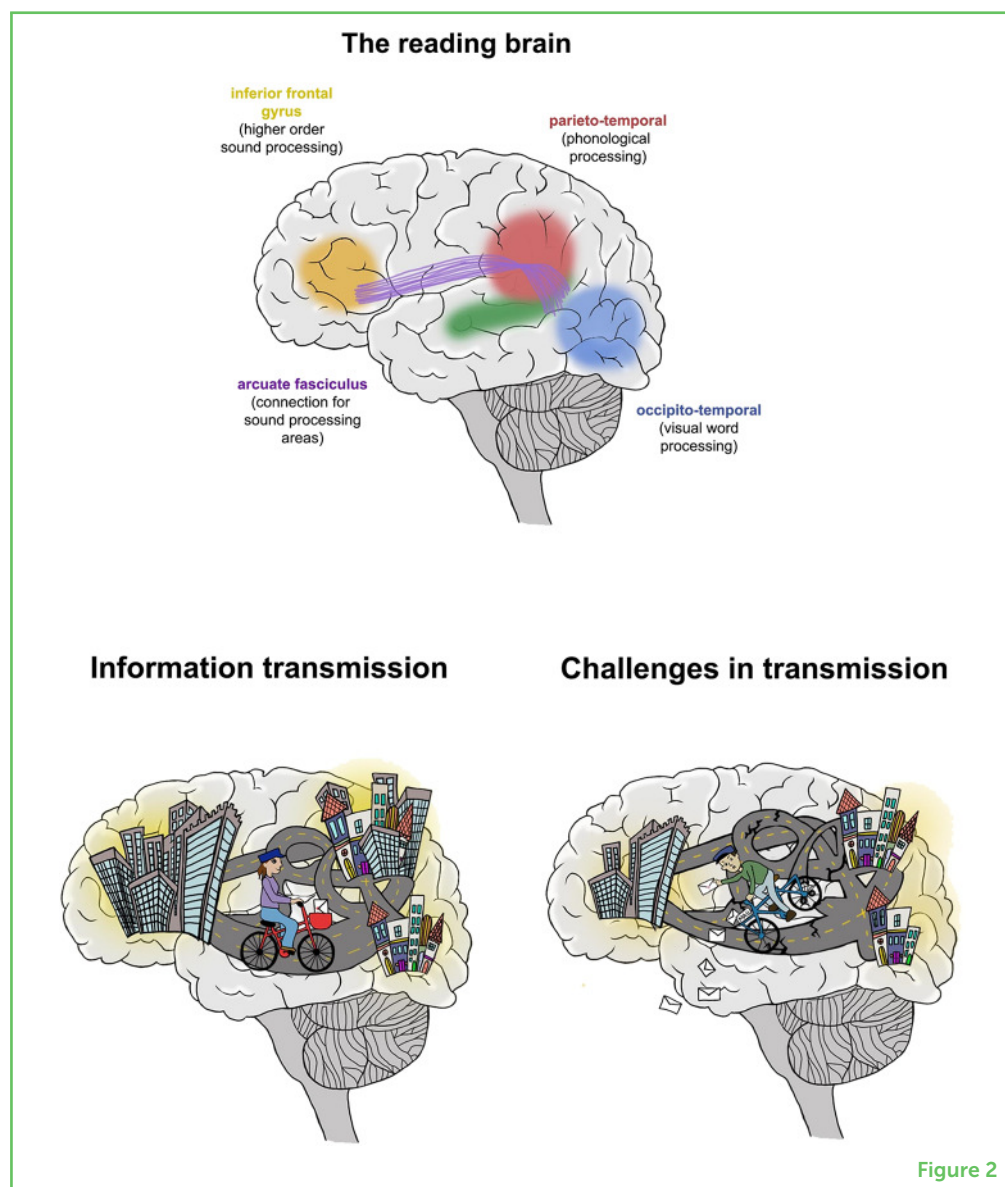 The reading brain
inferior frontal
gyrus
(higher order
sound processing)
parieto-temporal
(phonological
processing)
arcuate fasciculus
(connection for
sound processing
areas)
occipito-temporal
(visual word
processing)
Information transmission
Challenges in transmission
Figure 2